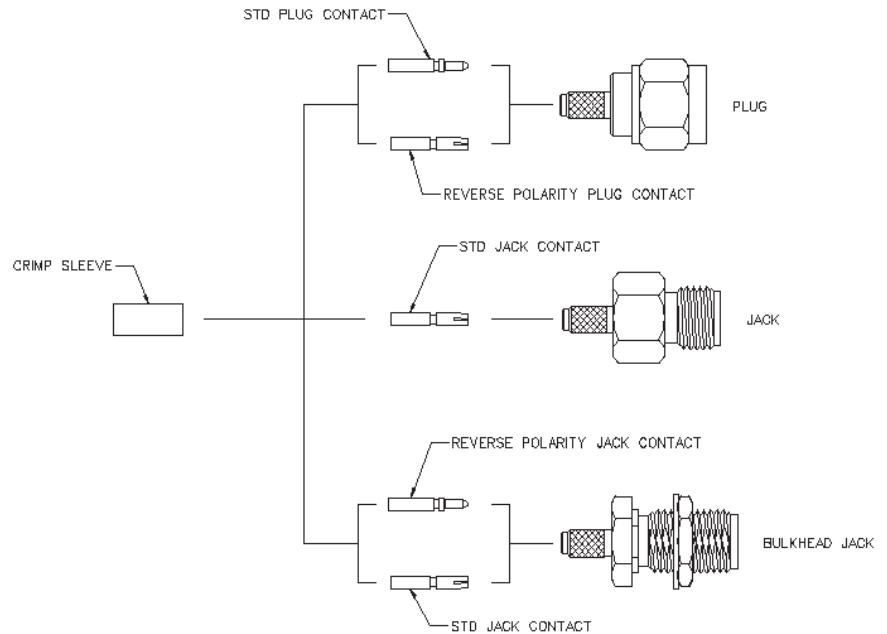 STD PLUG CONTACT
PLUG
REVERSE POLARITY PLUG CONTACT
STD JACK CONTACT
CRIMP SLEEVE
JACK
REVERSE POLARITY JACK CONTACT
BULKHEAD JACK
STD JACK CONTACT